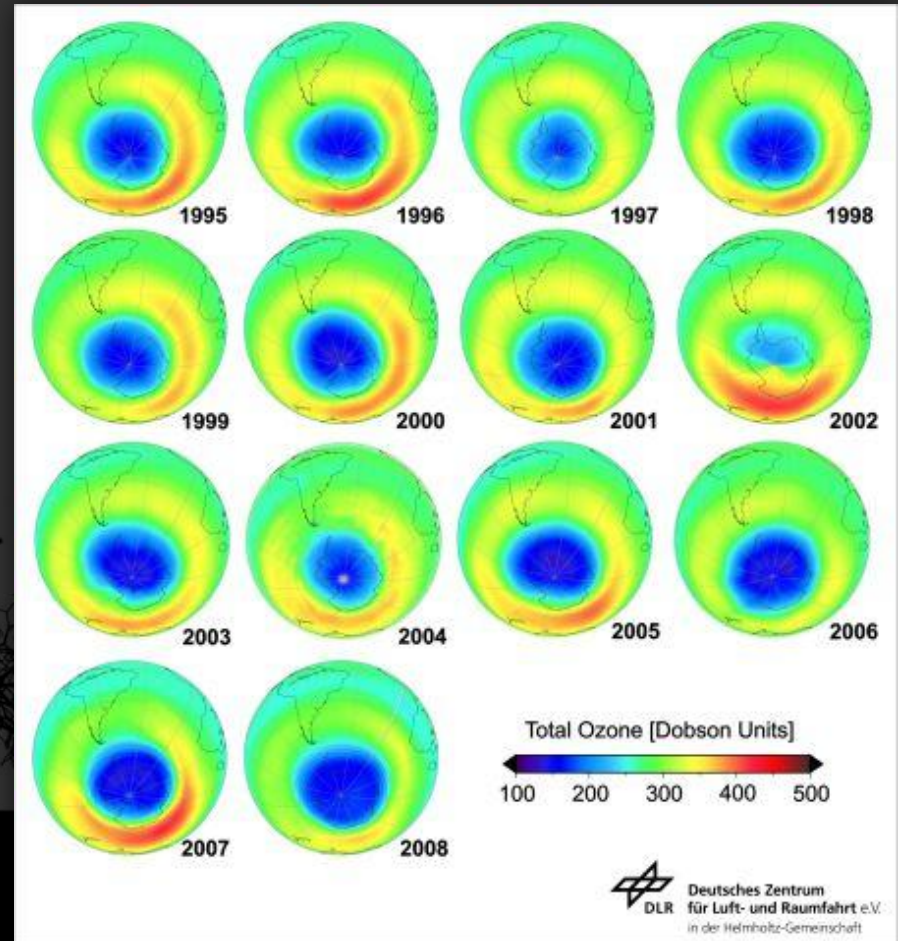 1995
1996
1997
1998
1999
2000
2001
2002
2003
2004
2005
2006
2007
2008
Total Ozone [Dobson Units]
100 200 300 400 500
DLR
Deutsches Zentrum
für Luft- und Raumfahrt e.V.
in der Helmholtz-Gemeinschaft